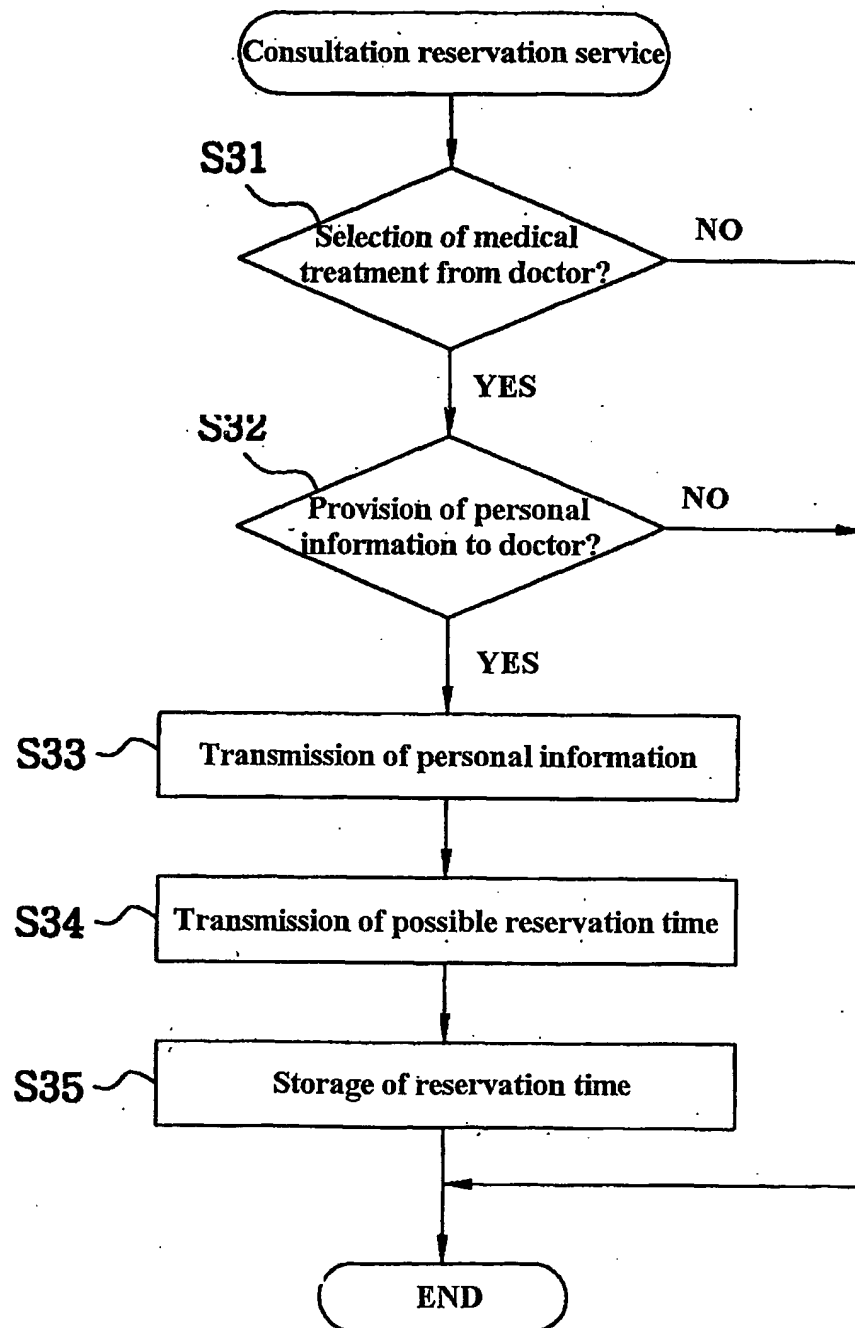 Consultation reservation service
S31
Selection of medical
treatment from doctor?
NO
YES
S32
Provision of personal
information to doctor?
NO
YES
S33
Transmission of personal information
S34
Transmission of possible reservation time
S35
Storage of reservation time
END